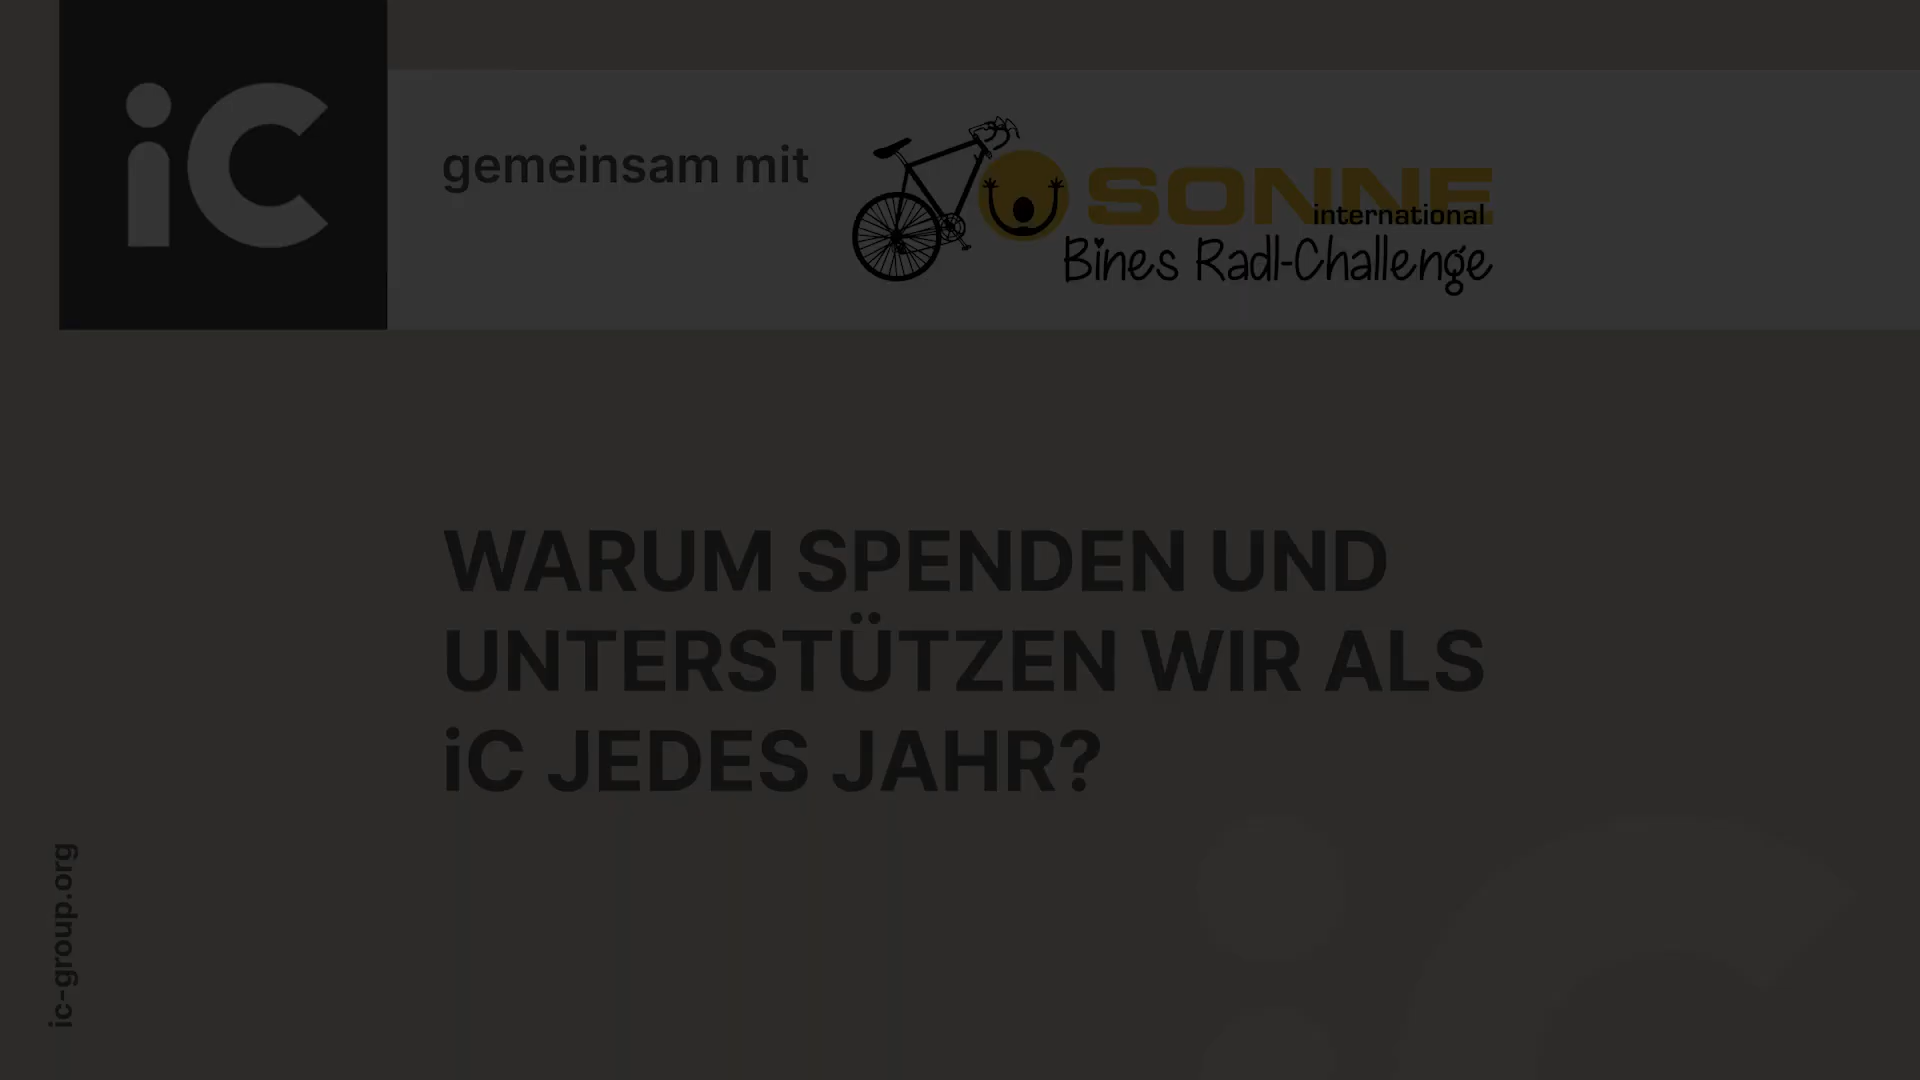 iC
gemeinsam mit
SONNE
international
Bines Radl-Challenge
WARUM SPENDEN UND
UNTERSTÜTZEN WIR ALS
iC JEDES JAHR?
ic-group.org